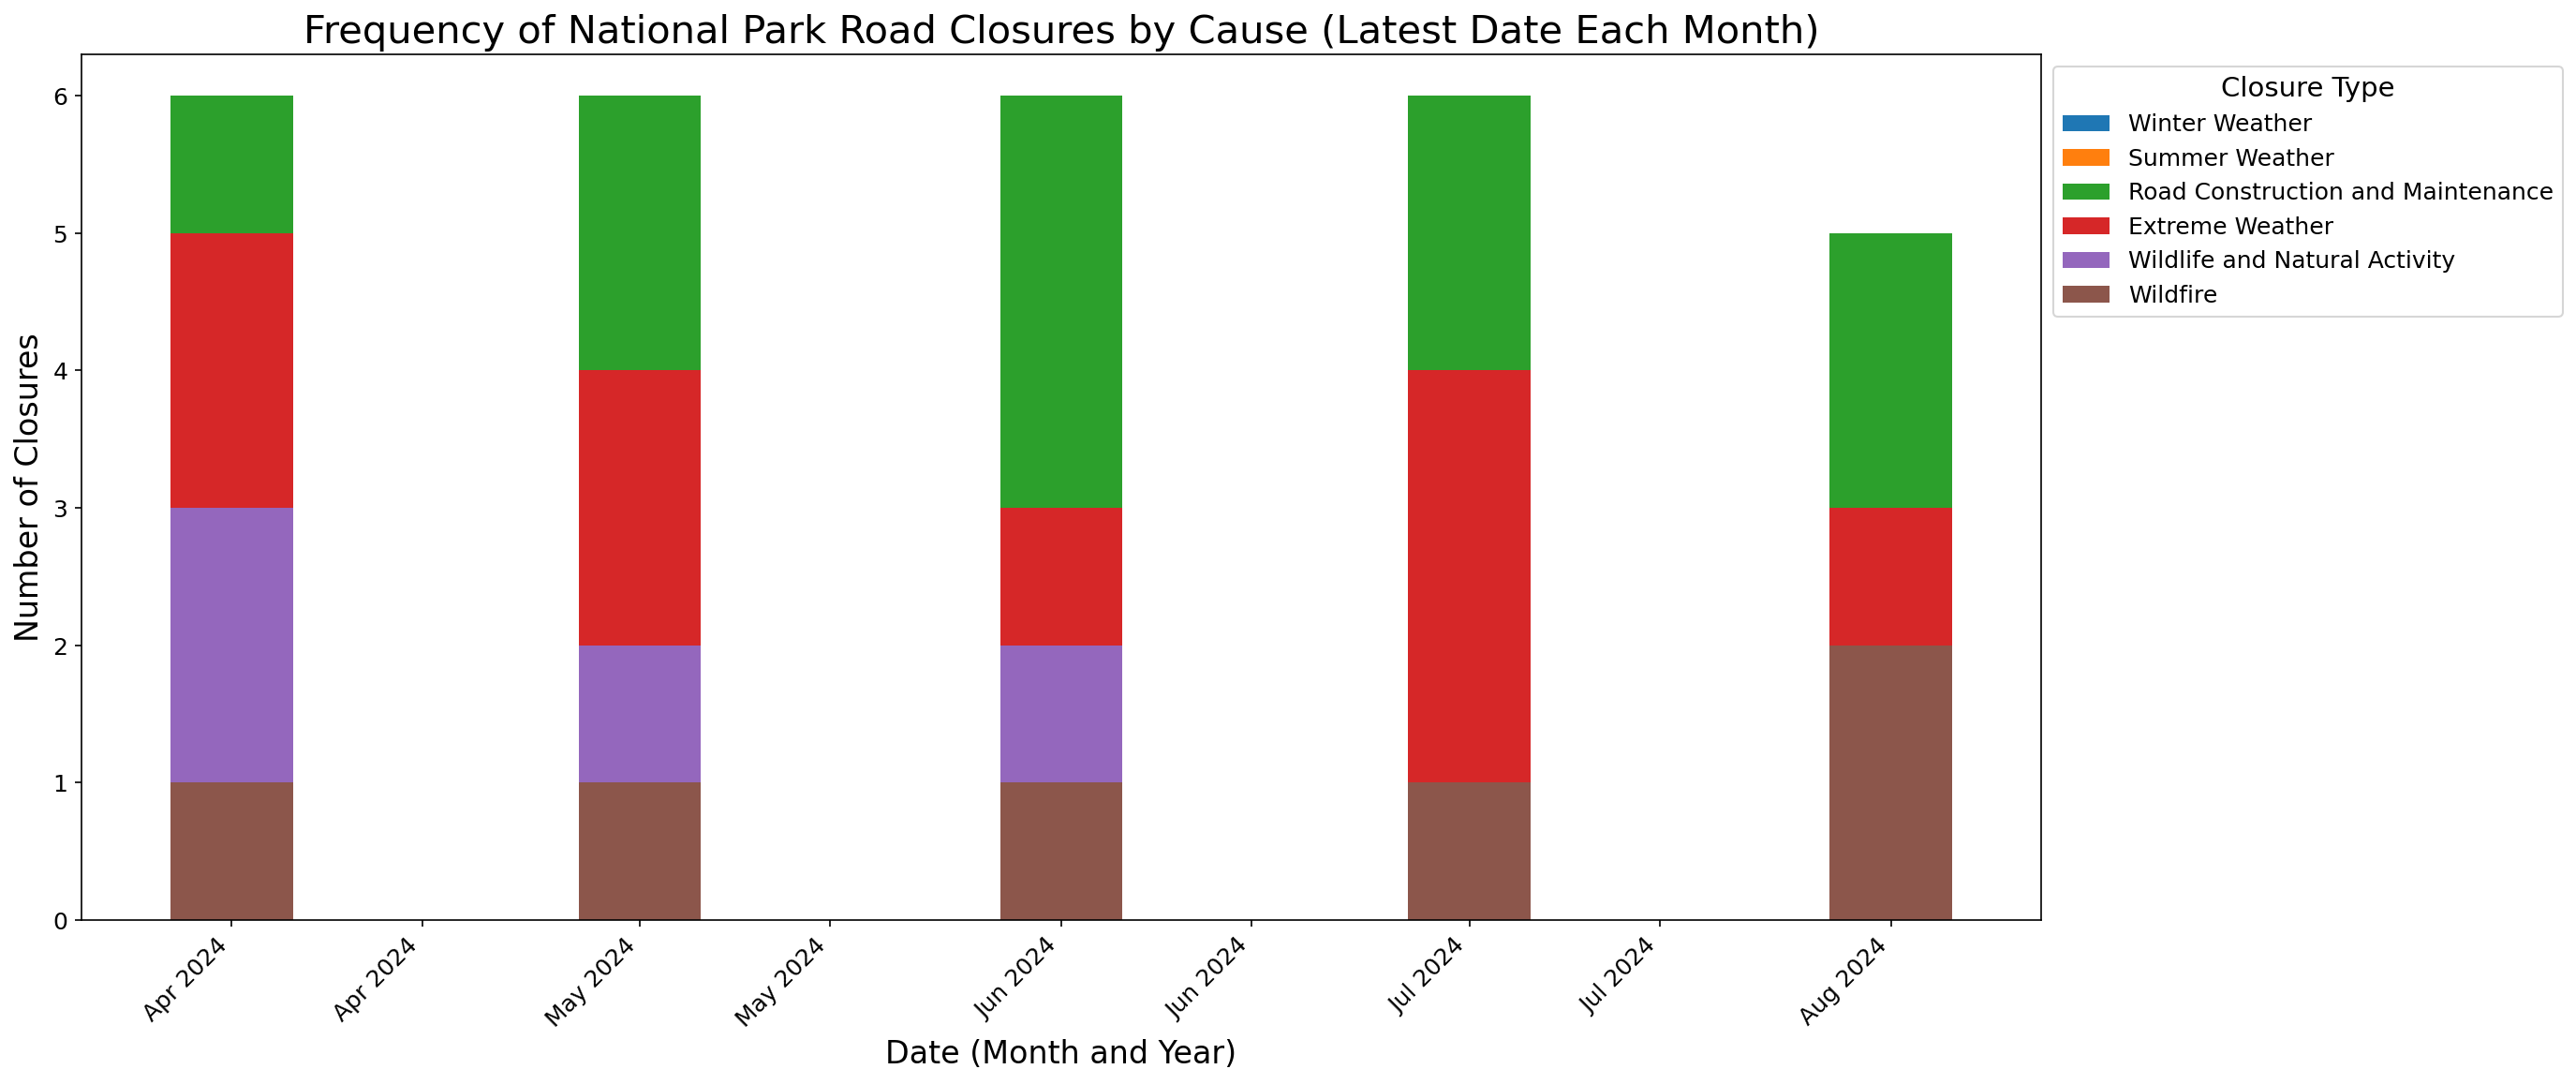 Frequency of National Park Road Closures by Cause (Latest Date Each Month)
Closure Type
Winter Weather
Summer Weather
Road Construction and Maintenance
Extreme Weather
Wildlife and Natural Activity
Wildfire
Number of Closures
6
5
4
3
2
1
0
Apr 2024
Apr 2024
May 2024
May 2024
Jun 2024
Jun 2024
Jul 2024
Jul 2024
Aug 2024
Date (Month and Year)